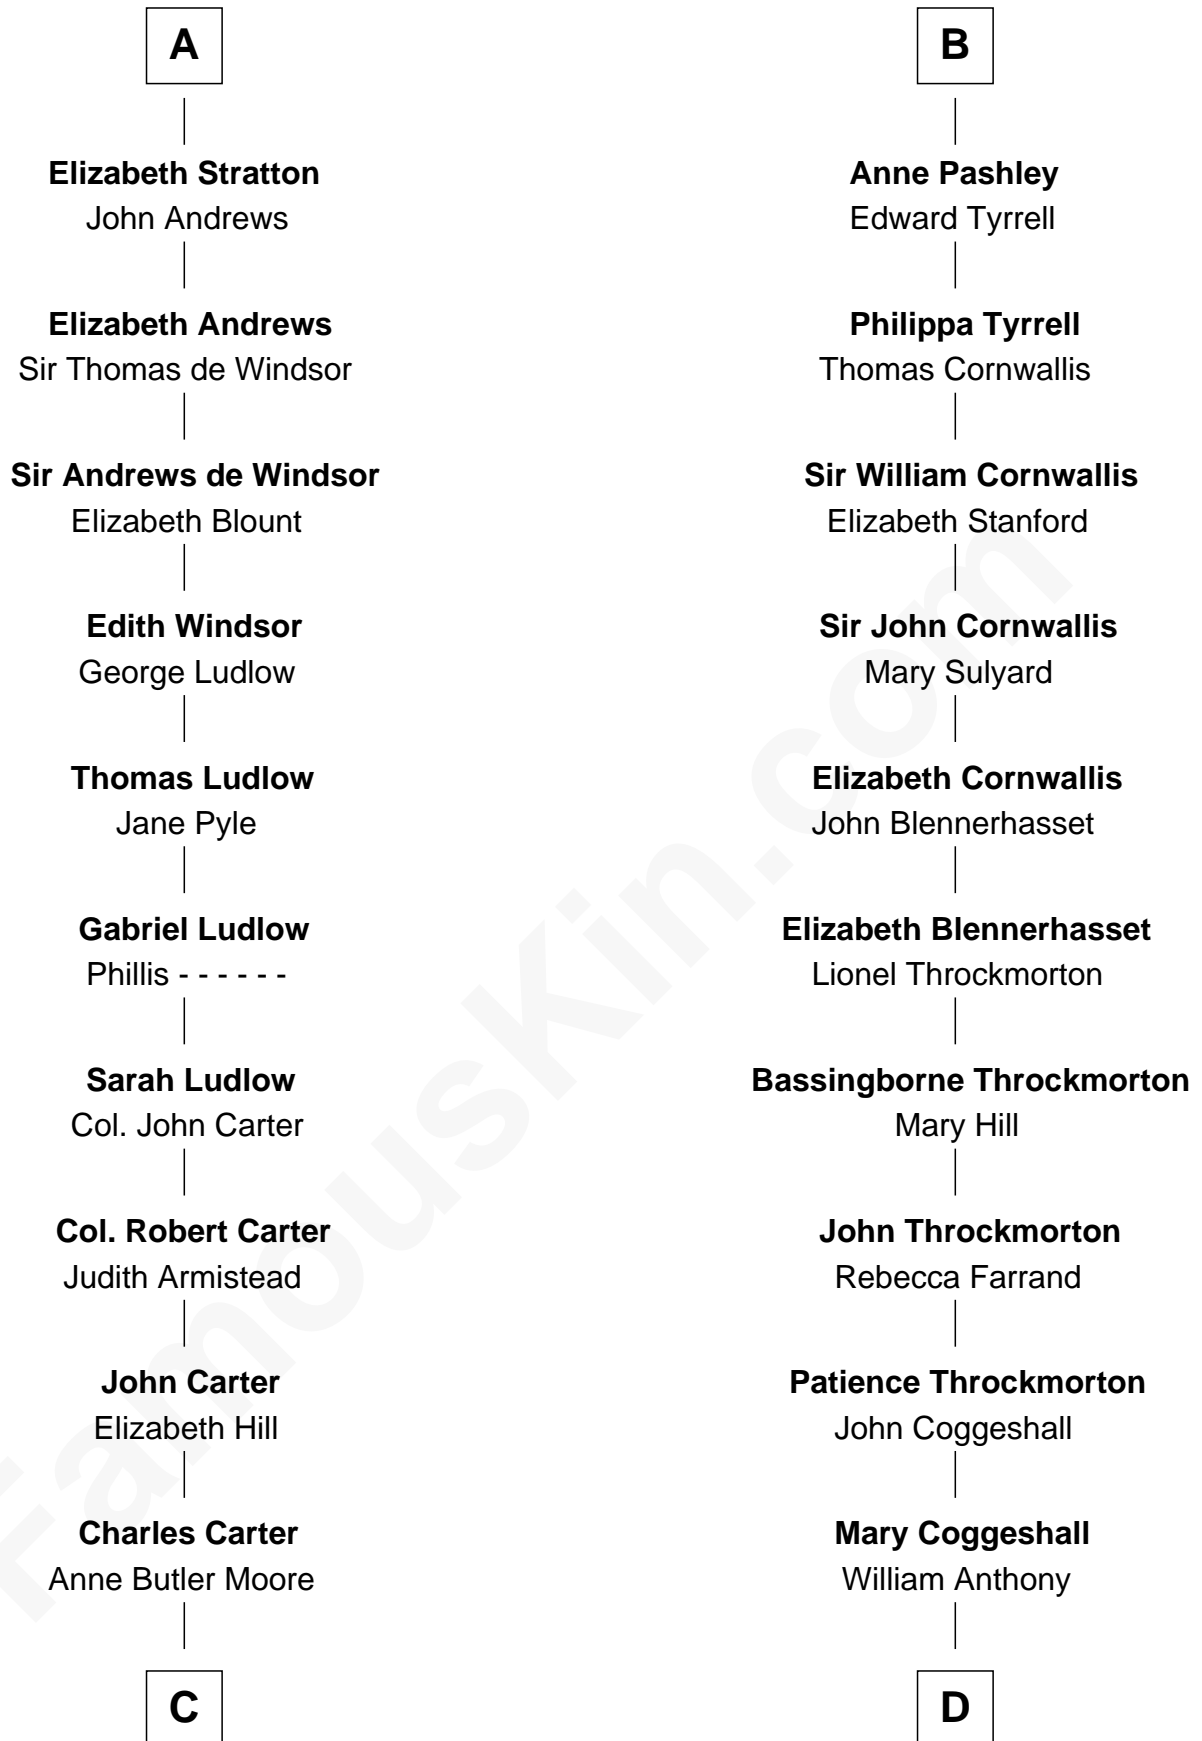 A
Elizabeth Stratton
John Andrews
Elizabeth Andrews
Sir Thomas de Windsor
Sir Andrews de Windsor
Elizabeth Blount
Edith Windsor
George Ludlow
Thomas Ludlow
Jane Pyle
Gabriel Ludlow
Phillis - - - - - -
Sarah Ludlow
Col. John Carter
Col. Robert Carter
Judith Armistead
John Carter
Elizabeth Hill
Charles Carter
Anne Butler Moore
C
B
Anne Pashley
Edward Tyrrell
Philippa Tyrrell
Thomas Cornwallis
Sir William Cornwallis
Elizabeth Stanford
Sir John Cornwallis
Mary Sulyard
Elizabeth Cornwallis
John Blennerhasset
Elizabeth Blennerhasset
Lionel Throckmorton
Bassingborne Throckmorton
Mary Hill
John Throckmorton
Rebecca Farrand
Patience Throckmorton
John Coggeshall
Mary Coggeshall
William Anthony
D
FamousKin.com